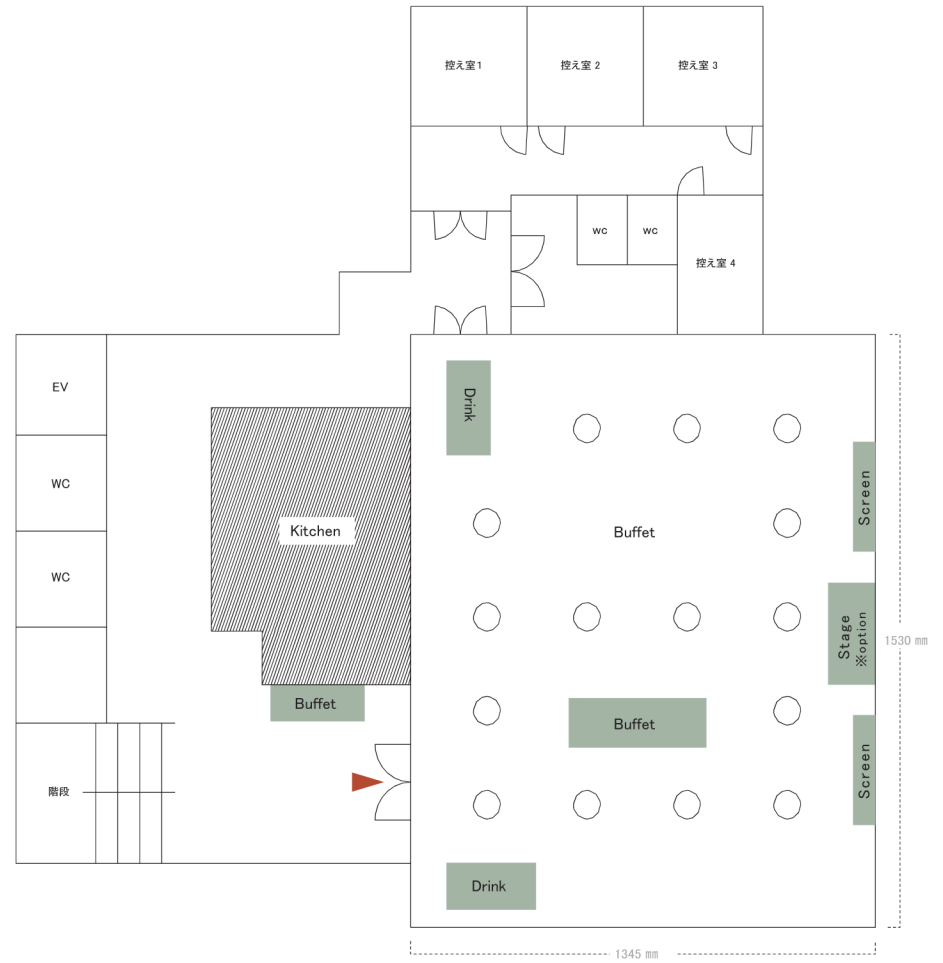 控え室1
控え室 2
控え室 3
wc
wc
控え室 4
EV
Drink
WC
Screen
Kitchen
Buffet
WC
Stage
※option
1530 mm
Buffet
Buffet
Screen
階段
Drink
1345 mm